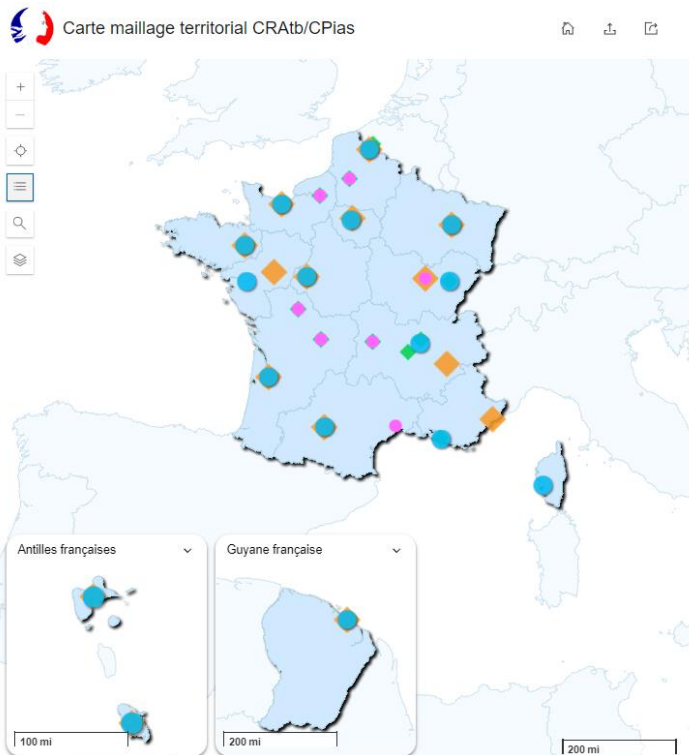 Carte maillage territorial CRAtb/CPias
Antilles françaises
Guyane française
100 mi
200 mi
200 mi